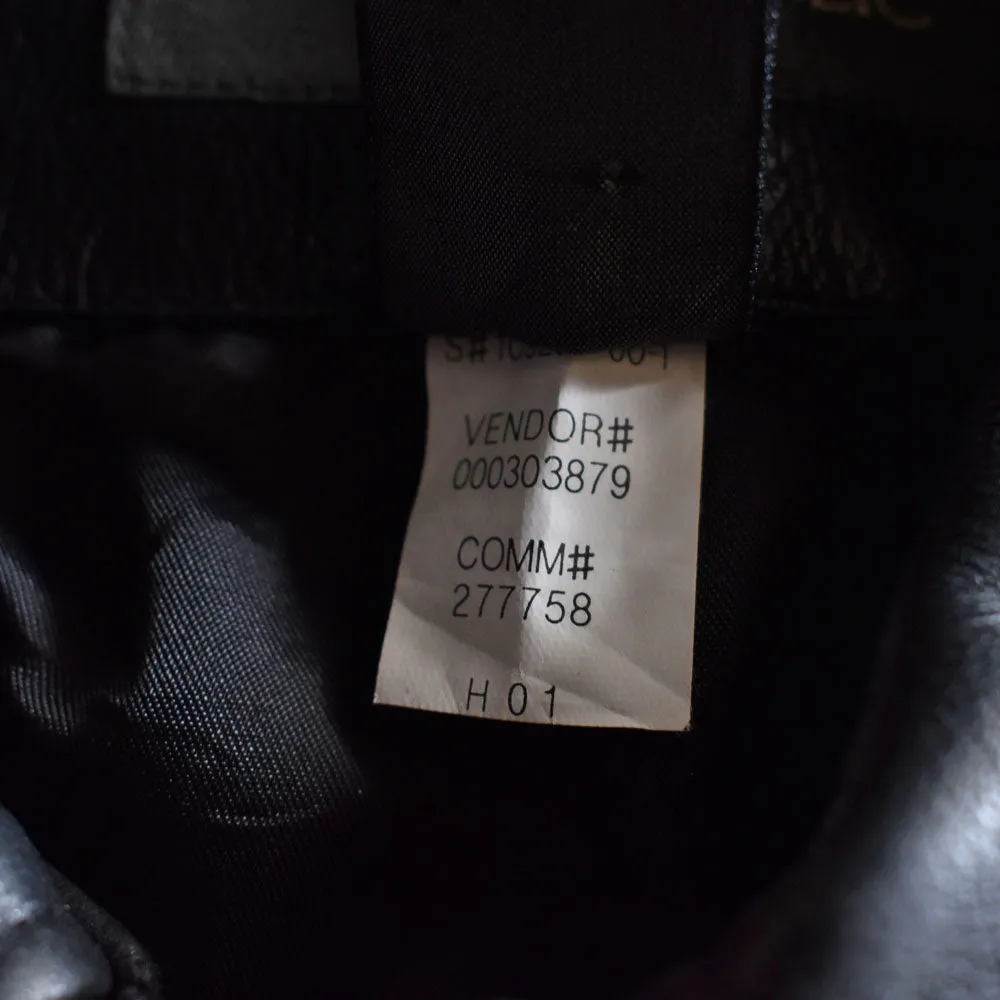 VENDOR#
000303879
COMM#
277758
H 01